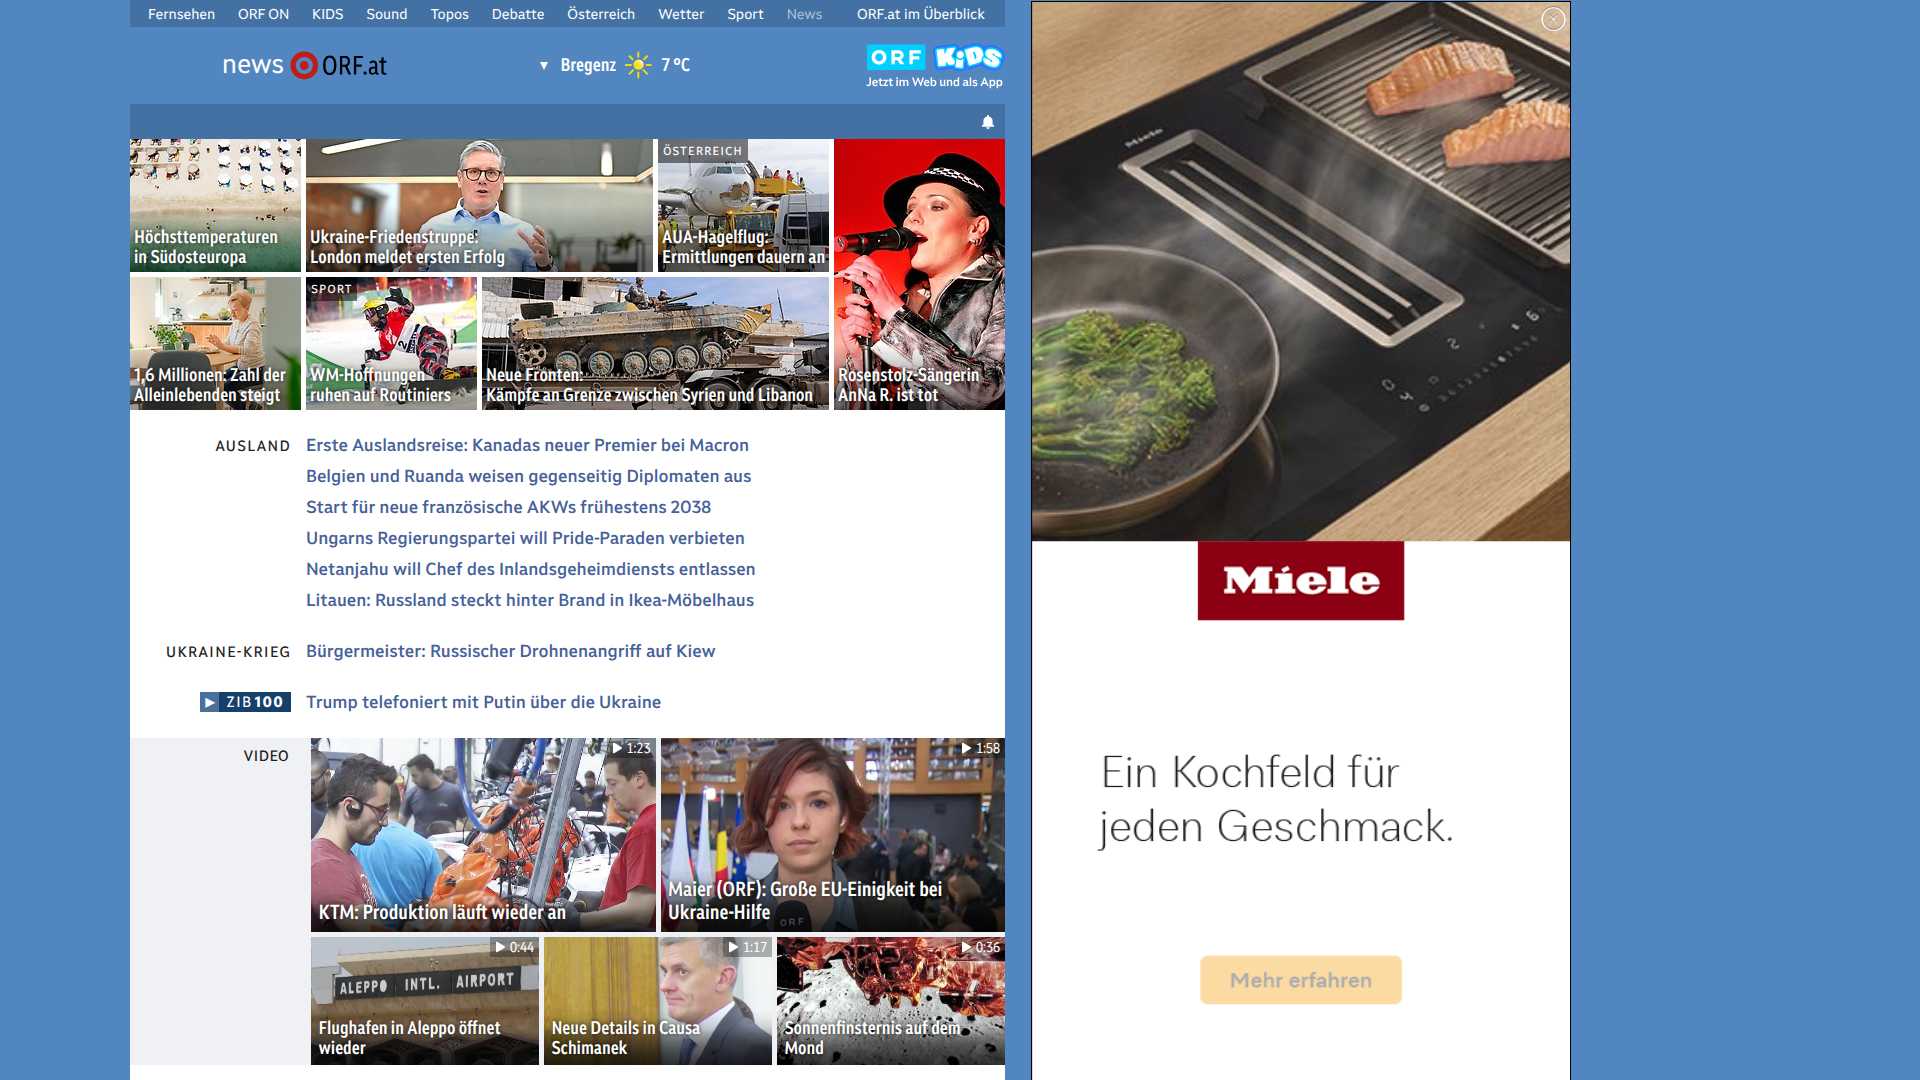 Fernsehen ORF ON KIDS Sound Topos Debatte Österreich Wetter Sport News ORF.at im Überblick
news ORF.at
▼ Bregenz 7 °C
ORF KiDS
Jetzt im Web und als App
Höchsttemperaturen
in Südosteuropa
Ukraine-Friedenstruppe:
London meldet ersten Erfolg
ÖSTERREICH
AUA-Hagelflug:
Ermittlungen dauern an
1,6 Millionen: Zahl der
Alleinlebenden steigt
SPORT
2
WM-Hoffnungen
ruhen auf Routiniers
Neue Fronten:
Kämpfe an Grenze zwischen Syrien und Libanon
Rosenstolz-Sängerin
AnNa R. ist tot
AUSLAND
Erste Auslandsreise: Kanadas neuer Premier bei Macron
Belgien und Ruanda weisen gegenseitig Diplomaten aus
Start für neue französische AKWs frühestens 2038
Ungarns Regierungspartei will Pride-Paraden verbieten
Netanjahu will Chef des Inlandsgeheimdiensts entlassen
Litauen: Russland steckt hinter Brand in Ikea-Möbelhaus
UKRAINE-KRIEG
Bürgermeister: Russischer Drohnenangriff auf Kiew
ZIB100
Trump telefoniert mit Putin über die Ukraine
VIDEO
1:23
KTM: Produktion läuft wieder an
1:58
Maier (ORF): Große EU-Einigkeit bei
Ukraine-Hilfe
ORF
0:44
ALEPPO INTL. AIRPORT
Flughafen in Aleppo öffnet
wieder
1:17
Neue Details in Causa
Schimanek
0:36
Sonnenfinsternis auf dem
Mond
Miele
Miele
Ein Kochfeld für
jeden Geschmack.
Mehr erfahren